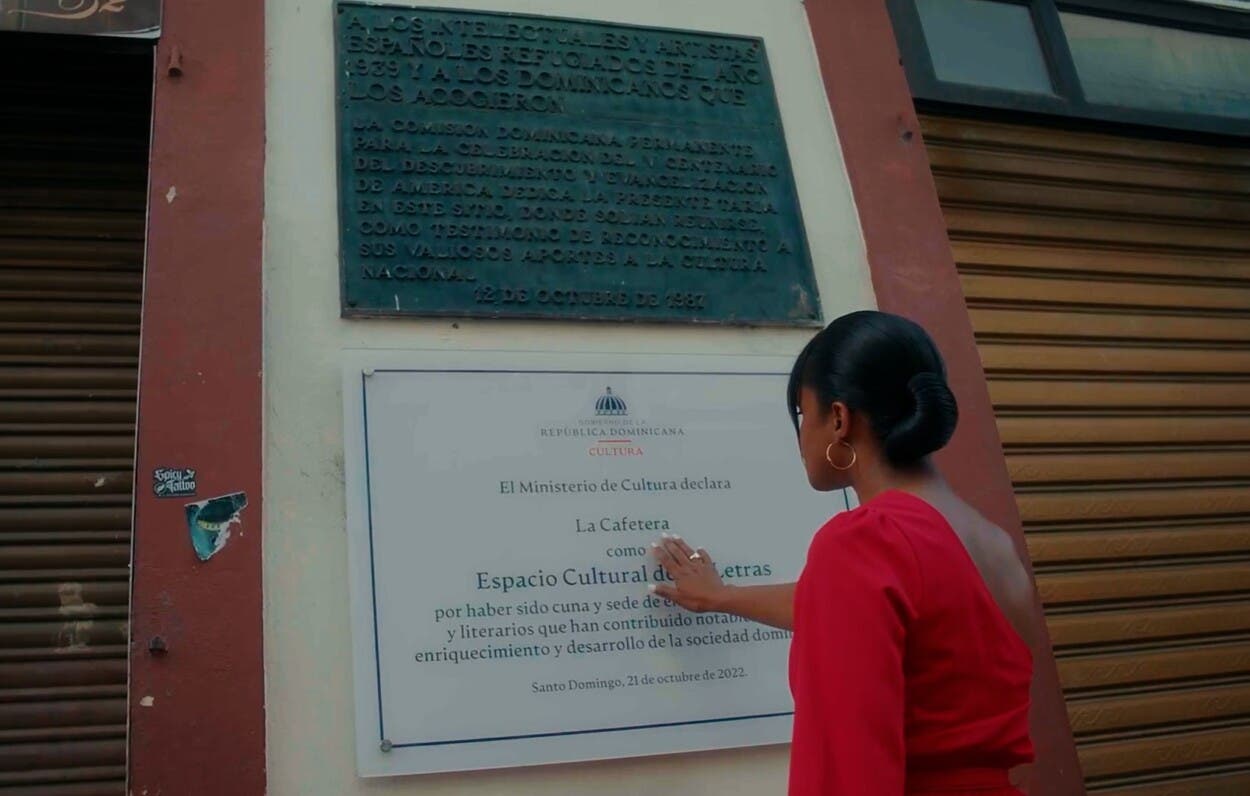 A LOS INTELECTUALES Y ARTISTAS
ESPAÑOLES REFUGIADOS DEL AÑO
1939 Y A LOS DOMINICANOS QUE
LOS ACOGIERON
LA COMISION DOMINICANA PERMANENTE
PARA LA CELEBRACION DEL V CENTENARIO
DEL DESCUBRIMIENTO Y EVANGELIZACION
DE AMERICA DEDICA LA PRESENTE TARJA
EN ESTE SITIO, DONDE SOLIAN REUNIRSE,
COMO TESTIMONIO DE RECONOCIMIENTO A
SUS VALIOSOS APORTES A LA CULTURA
NACIONAL
12 DE OCTUBRE DE 1987
GOBIERNO DE LA
REPÚBLICA DOMINICANA
CULTURA
El Ministerio de Cultura declara
La Cafetera
como
Espacio Cultural de Letras
por haber sido cuna y sede de
y literarios que han contribuido
enriquecimiento y desarrollo de la sociedad
Santo Domingo, 21 de octubre de 2022.
Spicy
Tattoo